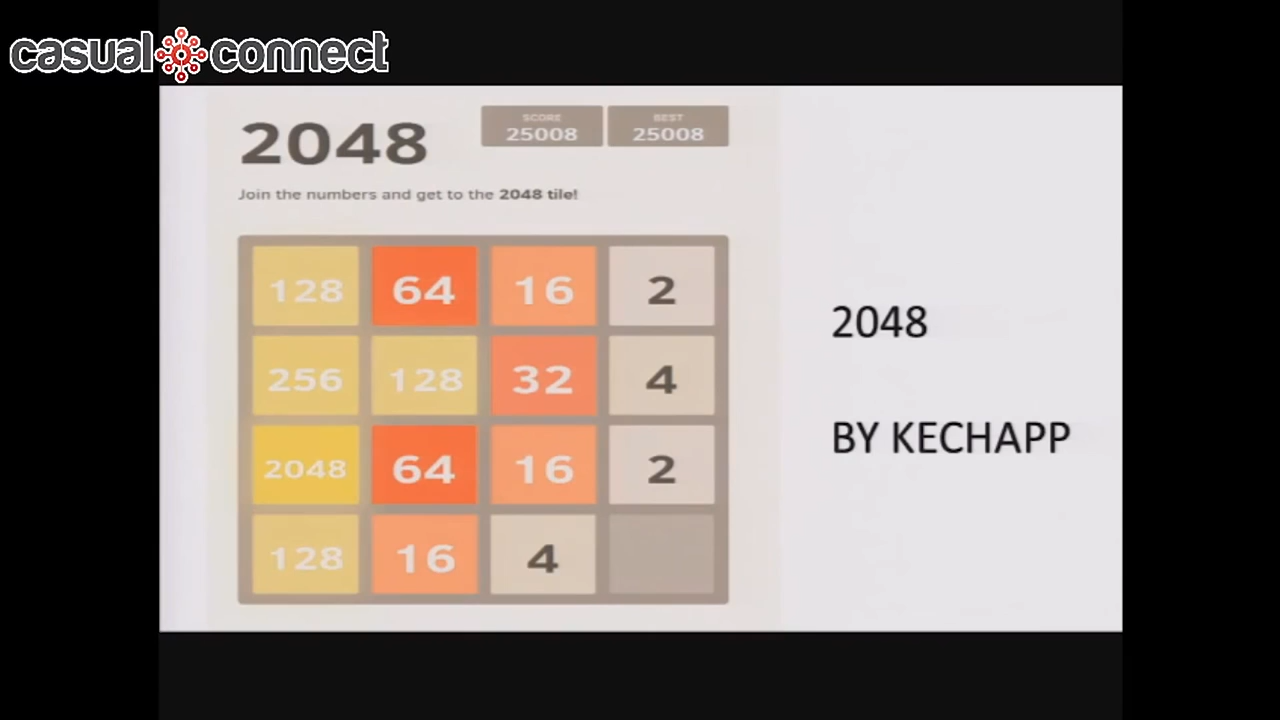 casual connect
2048
SCORE
25008
BEST
25008
Join the numbers and get to the 2048 tile!
128 64 16 2
256 128 32 4
2048 64 16 2
128 16 4
2048
BY KECHAPP